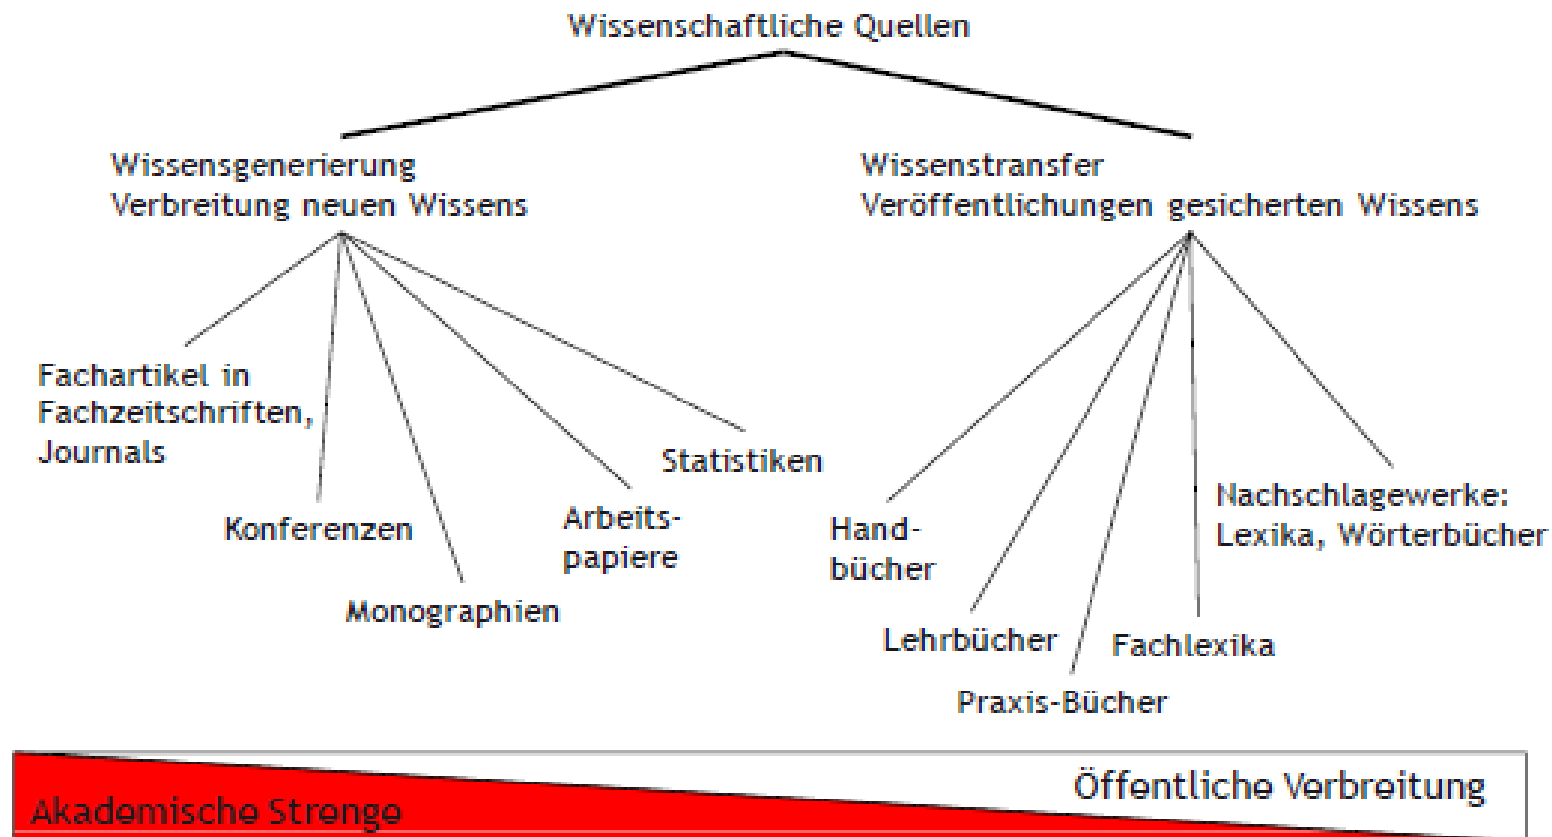 Wissenschaftliche Quellen
Wissensgenerierung
Verbreitung neuen Wissens
Wissenstransfer
Veröffentlichungen gesicherten Wissens
Fachartikel in
Fachzeitschriften,
Journals
Konferenzen
Monographien
Arbeits-
papiere
Statistiken
Hand-
bücher
Lehrbücher
Praxis-Bücher
Fachlexika
Nachschlagewerke:
Lexika, Wörterbücher
Akademische Strenge
Öffentliche Verbreitung